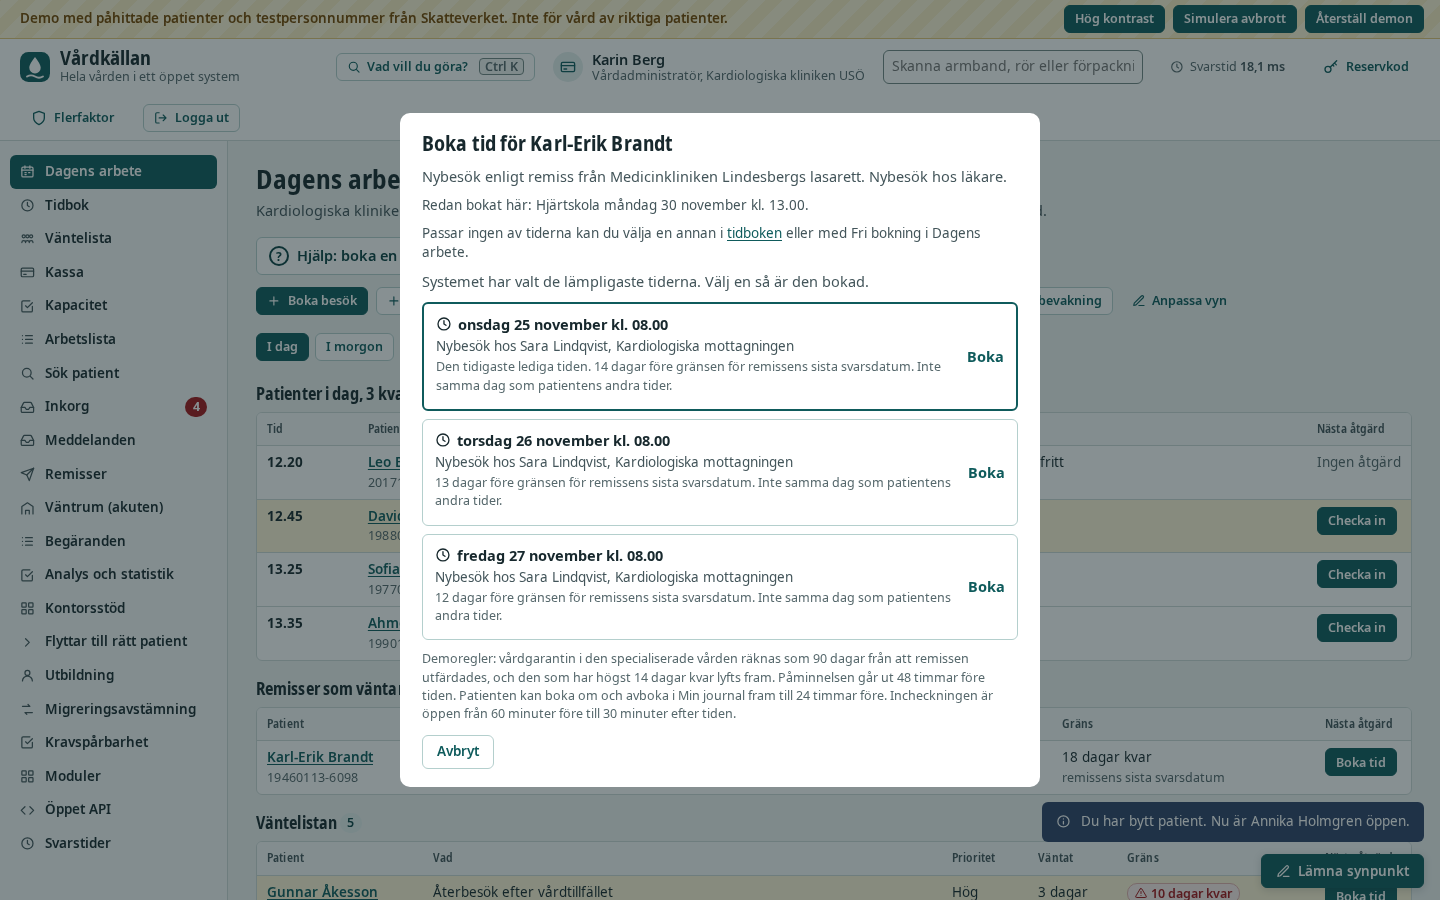 Demo med påhittade patienter och testpersonnummer från Skatteverket. Inte för vård av riktiga patienter.
Hög kontrast
Simulera avbrott
Återställ demon
Vårdkällan
Hela vården i ett öppet system
Vad vill du göra? Ctrl K
Karin Berg
Vårdadministratör, Kardiologiska kliniken USÖ
Skanna armband, rör eller förpackni
Svarstid 18,1 ms
Reservkod
Flerfaktor
Logga ut
Dagens arbete
Tidbok
Väntelista
Kassa
Kapacitet
Arbetslista
Sök patient
Inkorg 4
Meddelanden
Remisser
Väntrum (akuten)
Begäranden
Analys och statistik
Kontorsstöd
Flyttar till rätt patient
Utbildning
Migreringsavstämning
Kravspårbarhet
Moduler
Öppet API
Svarstider
Dagens arbe
Kardiologiska klinike
Hjälp: boka en
Boka besök
bevakning
Anpassa vyn
I dag
I morgon
Patienter i dag, 3 kva
Tid
Patien
Nästa åtgärd
12.20
Leo E
2017
fritt
Ingen åtgärd
12.45
David
19880
Checka in
13.25
Sofia
19770
Checka in
13.35
Ahm
19901
Checka in
Remisser som vänta
Patient
Gräns
Nästa åtgärd
Karl-Erik Brandt
19460113-6098
18 dagar kvar
remissens sista svarsdatum
Boka tid
Väntelistan 5
Patient
Vad
Prioritet
Väntat
Gräns
Gunnar Åkesson
Återbesök efter vårdtillfället
Hög
3 dagar
10 dagar kvar
Boka tid
Boka tid för Karl-Erik Brandt
Nybesök enligt remiss från Medicinkliniken Lindesbergs lasarett. Nybesök hos läkare.
Redan bokat här: Hjärtskola måndag 30 november kl. 13.00.
Passar ingen av tiderna kan du välja en annan i tidboken eller med Fri bokning i Dagens
arbete.
Systemet har valt de lämpligaste tiderna. Välj en så är den bokad.
onsdag 25 november kl. 08.00
Nybesök hos Sara Lindqvist, Kardiologiska mottagningen
Den tidigaste lediga tiden. 14 dagar före gränsen för remissens sista svarsdatum. Inte
samma dag som patientens andra tider.
Boka
torsdag 26 november kl. 08.00
Nybesök hos Sara Lindqvist, Kardiologiska mottagningen
13 dagar före gränsen för remissens sista svarsdatum. Inte samma dag som patientens
andra tider.
Boka
fredag 27 november kl. 08.00
Nybesök hos Sara Lindqvist, Kardiologiska mottagningen
12 dagar före gränsen för remissens sista svarsdatum. Inte samma dag som patientens
andra tider.
Boka
Demoregler: vårdgarantin i den specialiserade vården räknas som 90 dagar från att remissen
utfärdades, och den som har högst 14 dagar kvar lyfts fram. Påminnelsen går ut 48 timmar före
tiden. Patienten kan boka om och avboka i Min journal fram till 24 timmar före. Incheckningen är
öppen från 60 minuter före till 30 minuter efter tiden.
Avbryt
Du har bytt patient. Nu är Annika Holmgren öppen.
Lämna synpunkt